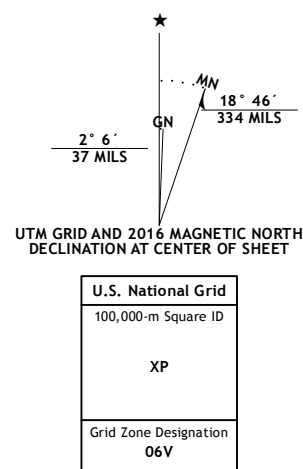 ★
MN
GN
18° 46´
334 MILS
2° 6´
37 MILS
UTM GRID AND 2016 MAGNETIC NORTH
DECLINATION AT CENTER OF SHEET
U.S. National Grid
100,000-m Square ID
XP
Grid Zone Designation
06V